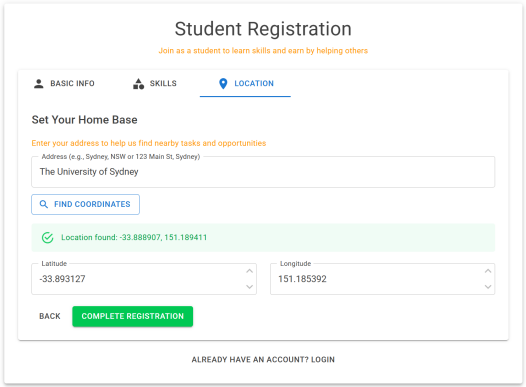 Student Registration
Join as a student to learn skills and earn by helping others
BASIC INFO SKILLS LOCATION
Set Your Home Base
Enter your address to help us find nearby tasks and opportunities
Address (e.g., Sydney, NSW or 123 Main St, Sydney)
The University of Sydney
FIND COORDINATES
Location found: -33.888907, 151.189411
Latitude Longitude
-33.893127 151.185392
BACK COMPLETE REGISTRATION
ALREADY HAVE AN ACCOUNT? LOGIN